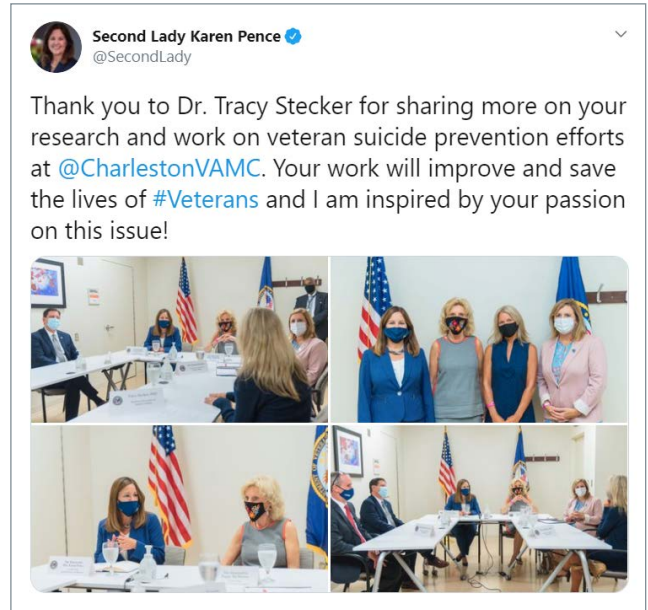 Second Lady Karen Pence
@SecondLady
Thank you to Dr. Tracy Stecker for sharing more on your
research and work on veteran suicide prevention efforts
at @CharlestonVAMC. Your work will improve and save
the lives of #Veterans and I am inspired by your passion
on this issue!